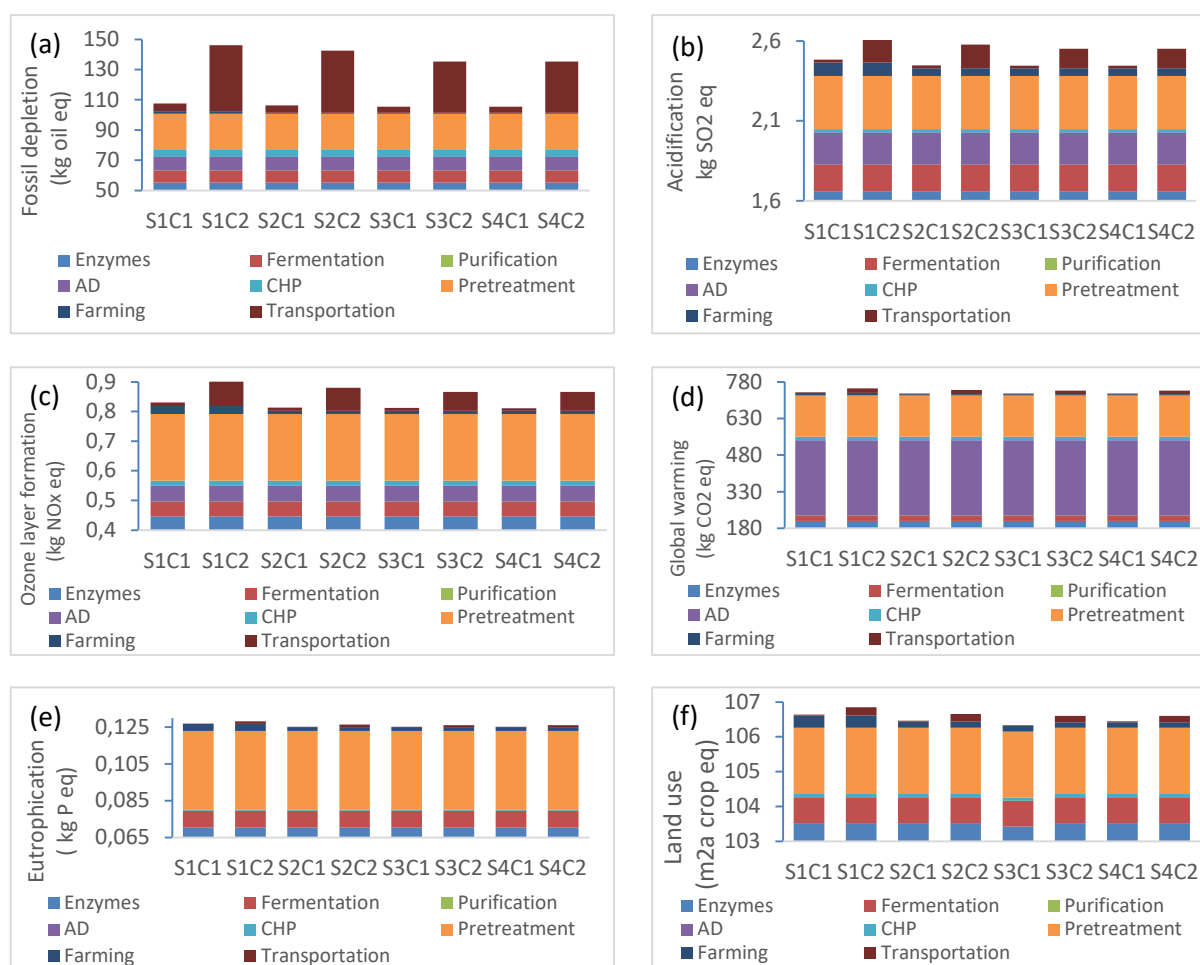 (a)
Fossil depletion
(kg oil eq)
150
130
110
90
70
50
S1C1 S1C2 S2C1 S2C2 S3C1 S3C2 S4C1 S4C2
Enzymes Fermentation Purification
AD CHP Pretreatment
Farming Transportation
(b)
Acidification
kg SO2 eq
2,6
2,1
1,6
S1C1 S1C2 S2C1 S2C2 S3C1 S3C2 S4C1 S4C2
Enzymes Fermentation Purification
AD CHP Pretreatment
Farming Transportation
(c)
Ozone layer formation
(kg NOx eq)
0,9
0,8
0,7
0,6
0,5
0,4
S1C1 S1C2 S2C1 S2C2 S3C1 S3C2 S4C1 S4C2
Enzymes Fermentation Purification
AD CHP Pretreatment
Farming Transportation
(d)
Global warming
(kg CO2 eq)
780
630
480
330
180
S1C1 S1C2 S2C1 S2C2 S3C1 S3C2 S4C1 S4C2
Enzymes Fermentation Purification
AD CHP Pretreatment
Farming Transportation
(e)
Eutrophication
( kg P eq)
0,125
0,105
0,085
0,065
S1C1 S1C2 S2C1 S2C2 S3C1 S3C2 S4C1 S4C2
Enzymes Fermentation Purification
AD CHP Pretreatment
Farming Transportation
(f)
Land use
(m2a crop eq)
107
106
105
104
103
S1C1 S1C2 S2C1 S2C2 S3C1 S3C2 S4C1 S4C2
Enzymes Fermentation Purification
AD CHP Pretreatment
Farming Transportation